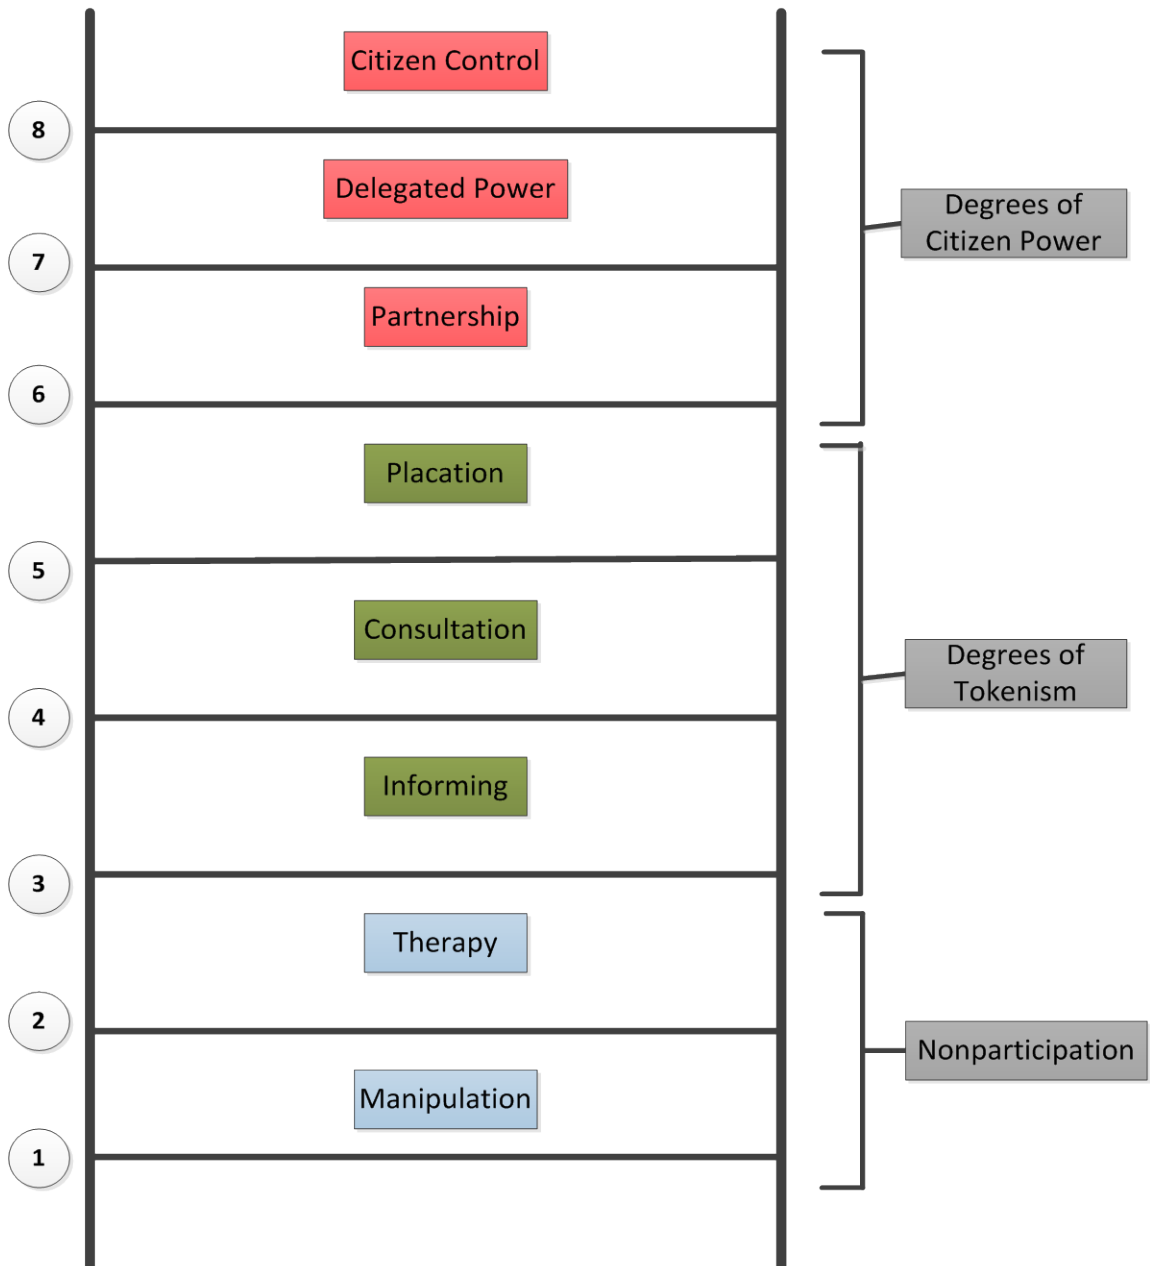 Citizen Control
8
Delegated Power
Degrees of
Citizen Power
7
Partnership
6
Placation
5
Consultation
Degrees of
Tokenism
4
Informing
3
Therapy
2
Nonparticipation
Manipulation
1